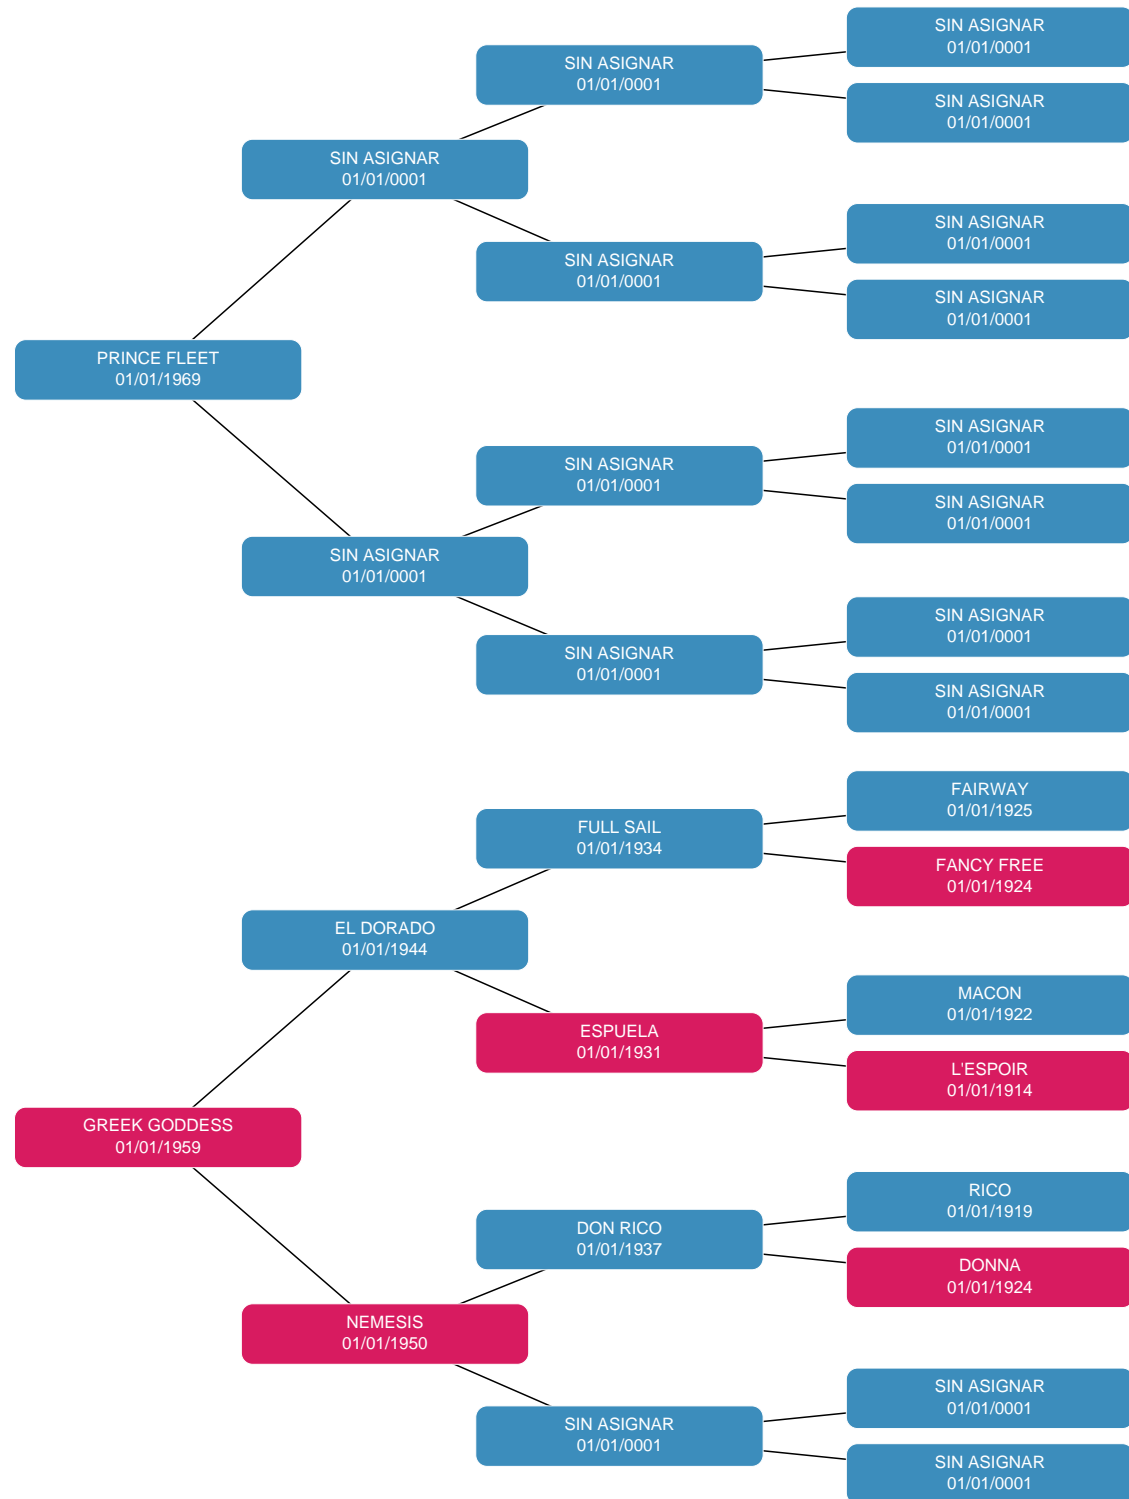 SIN ASIGNAR
01/01/0001
SIN ASIGNAR
01/01/0001
SIN ASIGNAR
01/01/0001
SIN ASIGNAR
01/01/0001
SIN ASIGNAR
01/01/0001
SIN ASIGNAR
01/01/0001
SIN ASIGNAR
01/01/0001
PRINCE FLEET
01/01/1969
SIN ASIGNAR
01/01/0001
SIN ASIGNAR
01/01/0001
SIN ASIGNAR
01/01/0001
SIN ASIGNAR
01/01/0001
SIN ASIGNAR
01/01/0001
SIN ASIGNAR
01/01/0001
SIN ASIGNAR
01/01/0001
FAIRWAY
01/01/1925
FULL SAIL
01/01/1934
FANCY FREE
01/01/1924
EL DORADO
01/01/1944
MACON
01/01/1922
ESPUELA
01/01/1931
L'ESPOIR
01/01/1914
GREEK GODDESS
01/01/1959
RICO
01/01/1919
DON RICO
01/01/1937
DONNA
01/01/1924
NEMESIS
01/01/1950
SIN ASIGNAR
01/01/0001
SIN ASIGNAR
01/01/0001
SIN ASIGNAR
01/01/0001